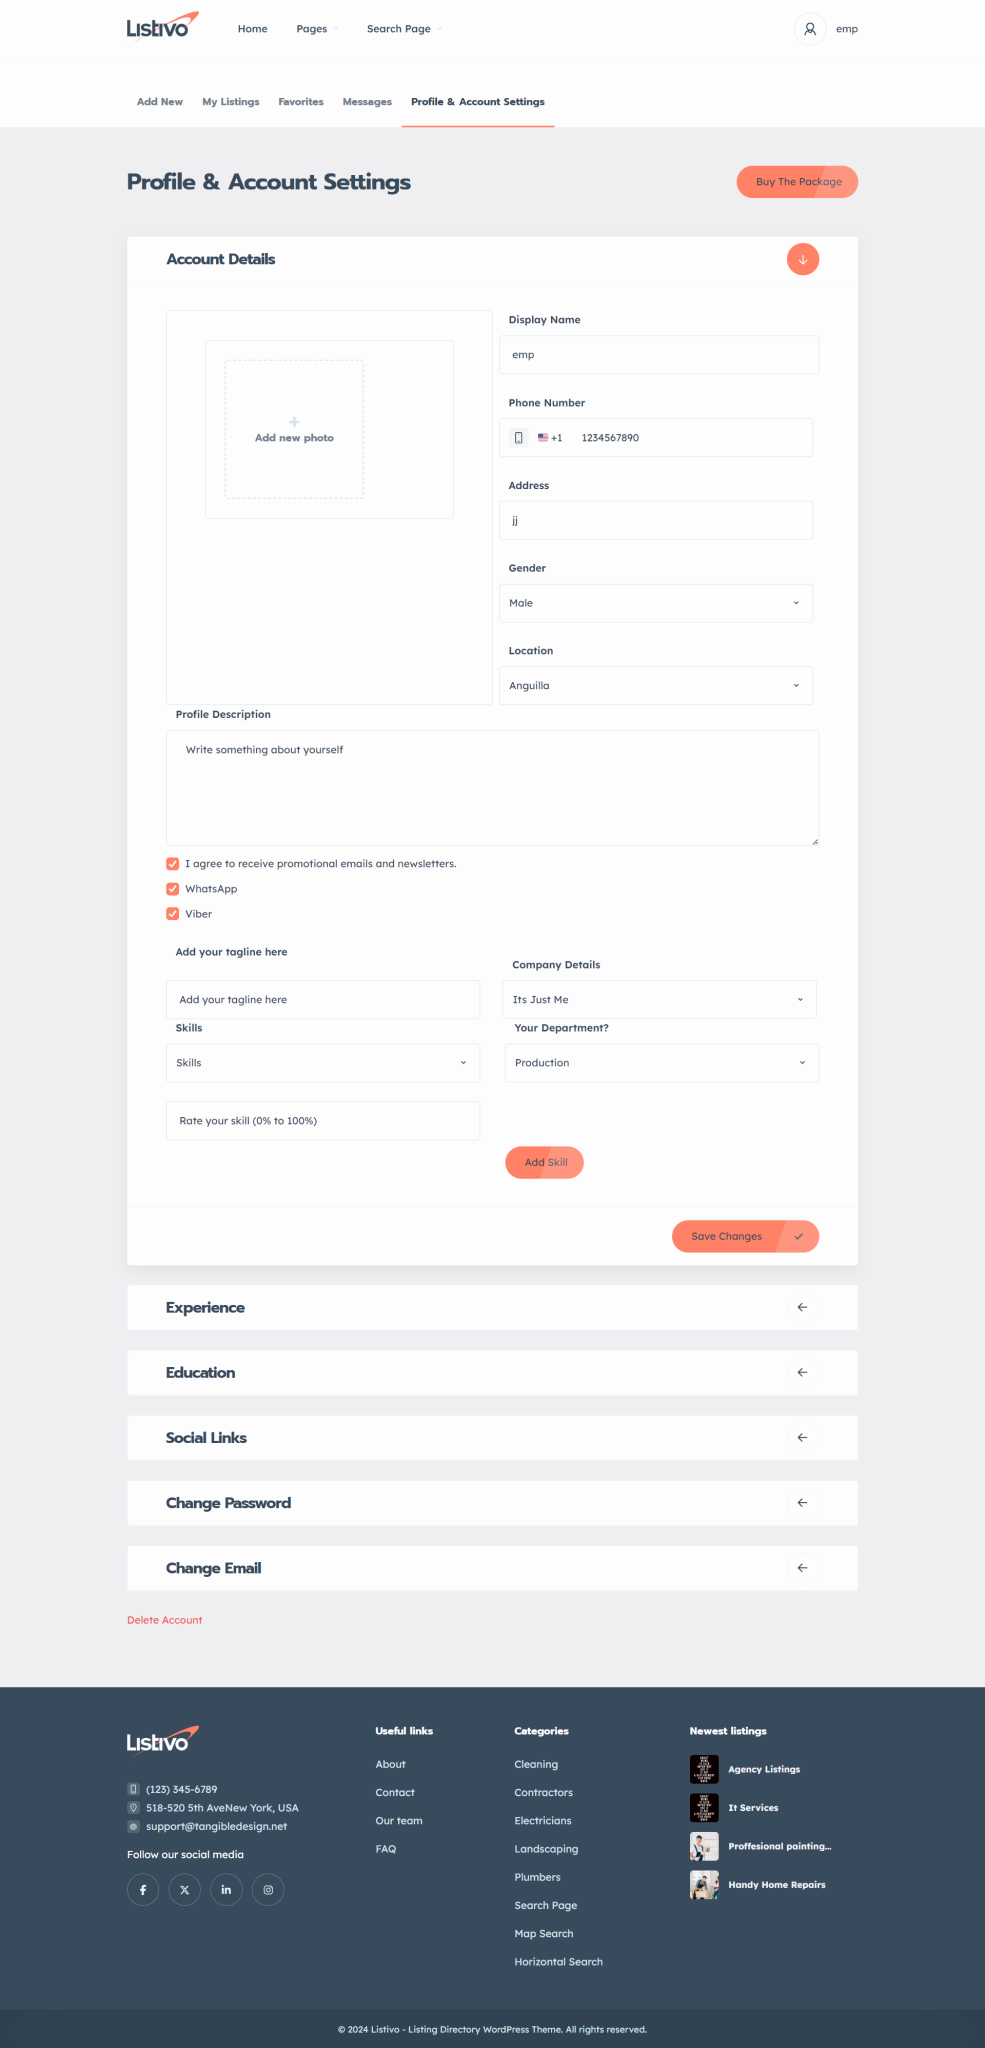 Listivo
Home Pages Search Page emp
Add New My Listings Favorites Messages Profile & Account Settings
Profile & Account Settings
Buy The Package
Account Details
Add new photo
Display Name
emp
Phone Number
+1 1234567890
Address
jj
Gender
Male
Location
Anguilla
Profile Description
Write something about yourself
I agree to receive promotional emails and newsletters.
WhatsApp
Viber
Add your tagline here
Company Details
Add your tagline here
Its Just Me
Skills
Your Department?
Skills
Production
Rate your skill (0% to 100%)
Add Skill
Save Changes
Experience
Education
Social Links
Change Password
Change Email
Delete Account
Listivo
(123) 345-6789
518-520 5th AveNew York, USA
support@tangibledesign.net
Follow our social media
Useful links
About
Contact
Our team
FAQ
Categories
Cleaning
Contractors
Electricians
Landscaping
Plumbers
Search Page
Map Search
Horizontal Search
Newest listings
Agency Listings
It Services
Proffesional painting...
Handy Home Repairs
© 2024 Listivo - Listing Directory WordPress Theme. All rights reserved.